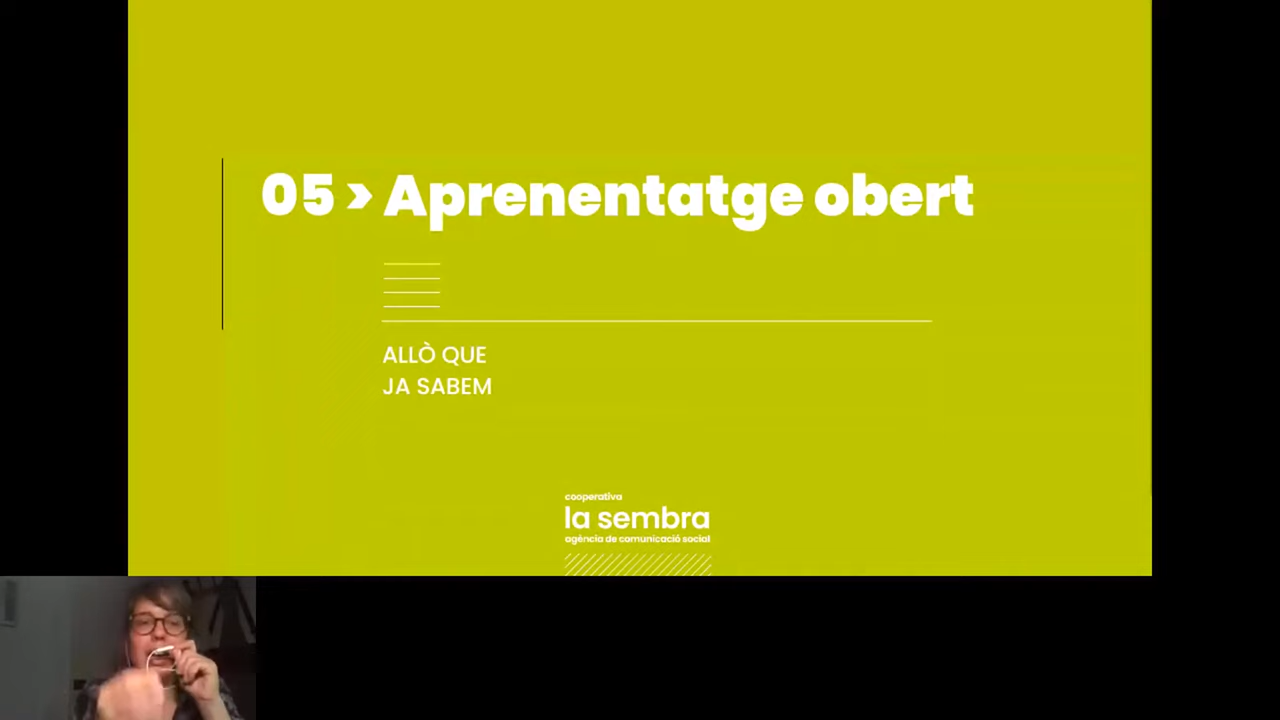 05 > Aprenentatge obert
ALLÒ QUE
JA SABEM
cooperativa
la sembra
agència de comunicació social